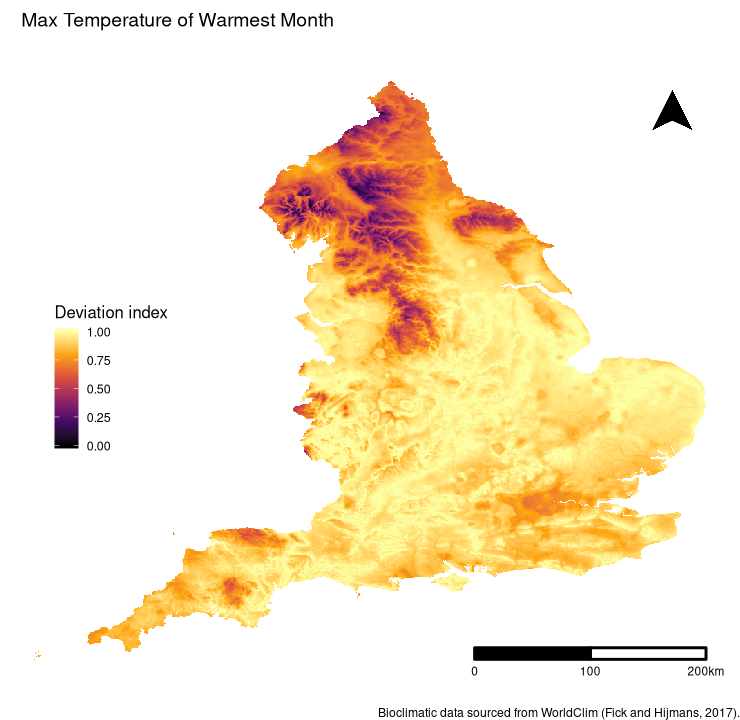 Max Temperature of Warmest Month
Deviation index
1.00
0.75
0.50
0.25
0.00
0 100 200km
Bioclimatic data sourced from WorldClim (Fick and Hijmans, 2017).